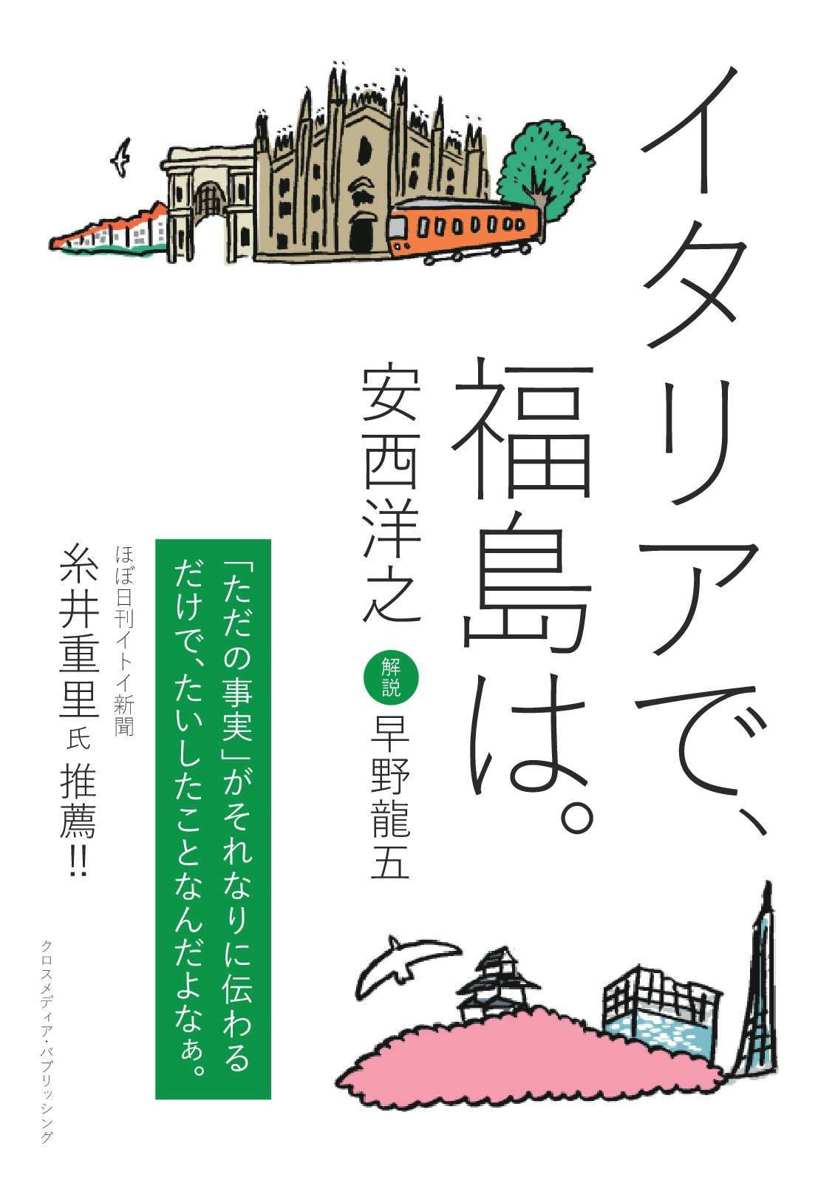 イタリアで、
福島は。
安西洋之
解説
早野龍五
「ただの事実」がそれなりに伝わる
だけで、たいしたことなんだよなぁ。
ほぼ日刊イトイ新聞
糸井重里氏 推薦!!
クロスメディア・パブリッシング